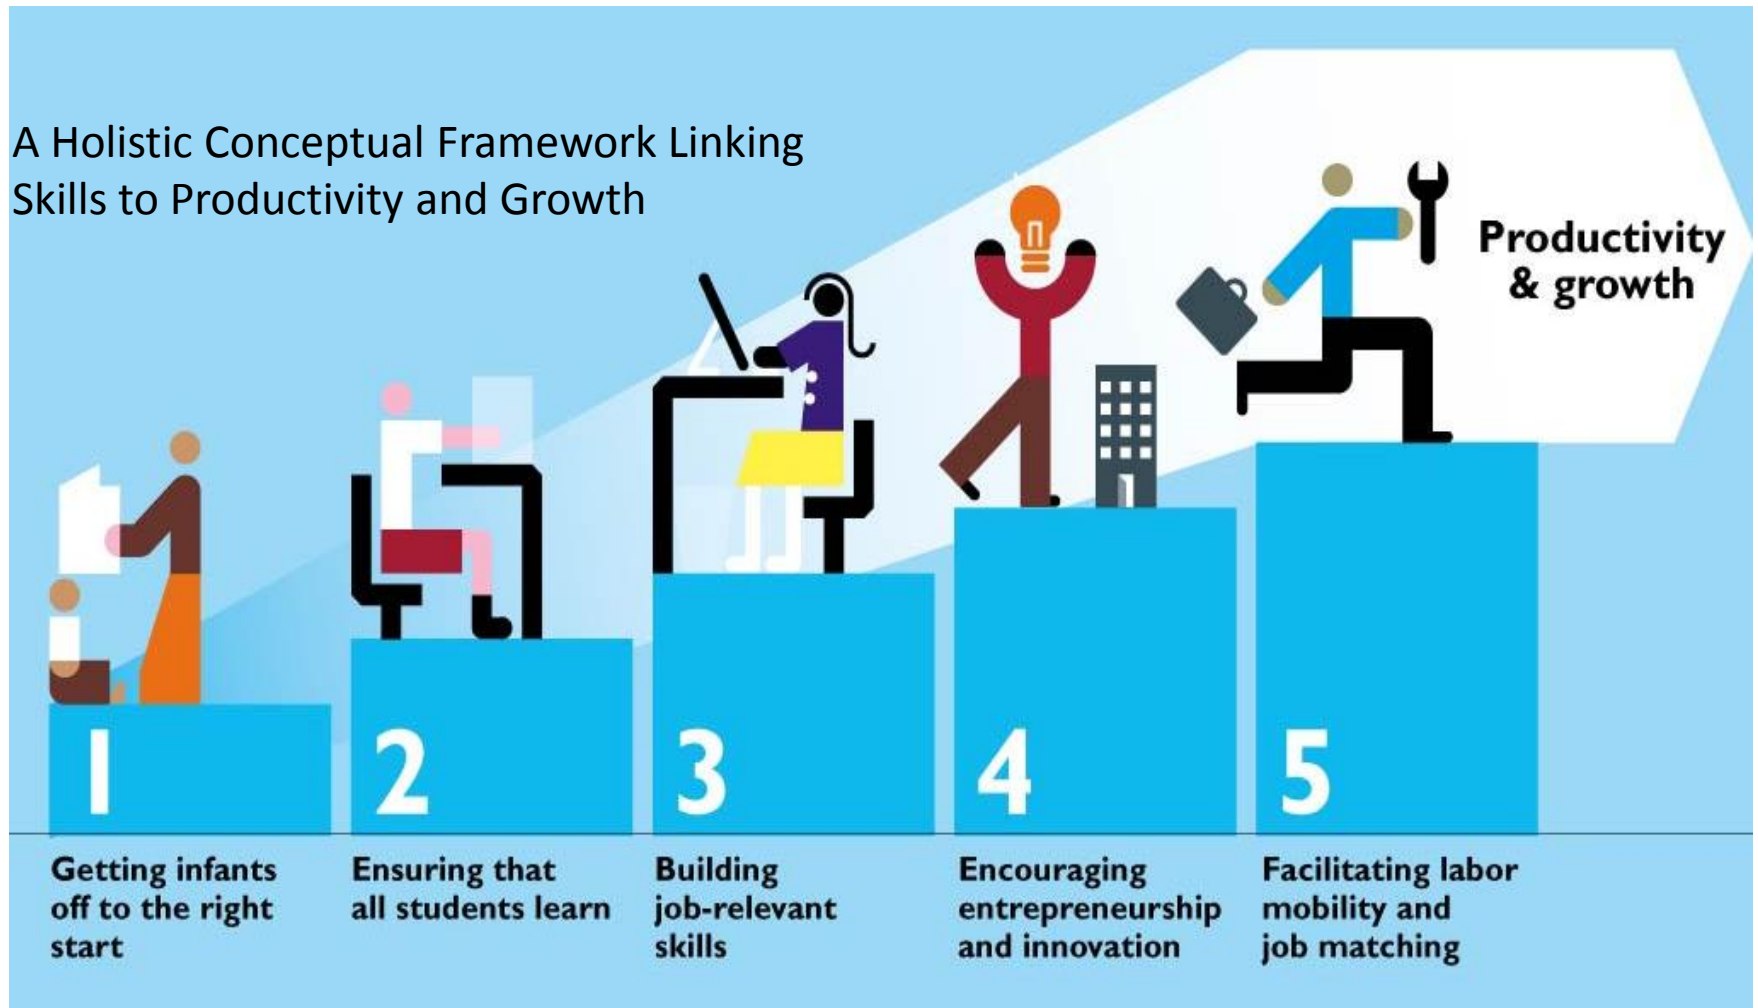 A Holistic Conceptual Framework Linking
Skills to Productivity and Growth
Productivity
& growth
1
2
3
4
5
Getting infants
off to the right
start
Ensuring that
all students learn
Building
job-relevant
skills
Encouraging
entrepreneurship
and innovation
Facilitating labor
mobility and
job matching